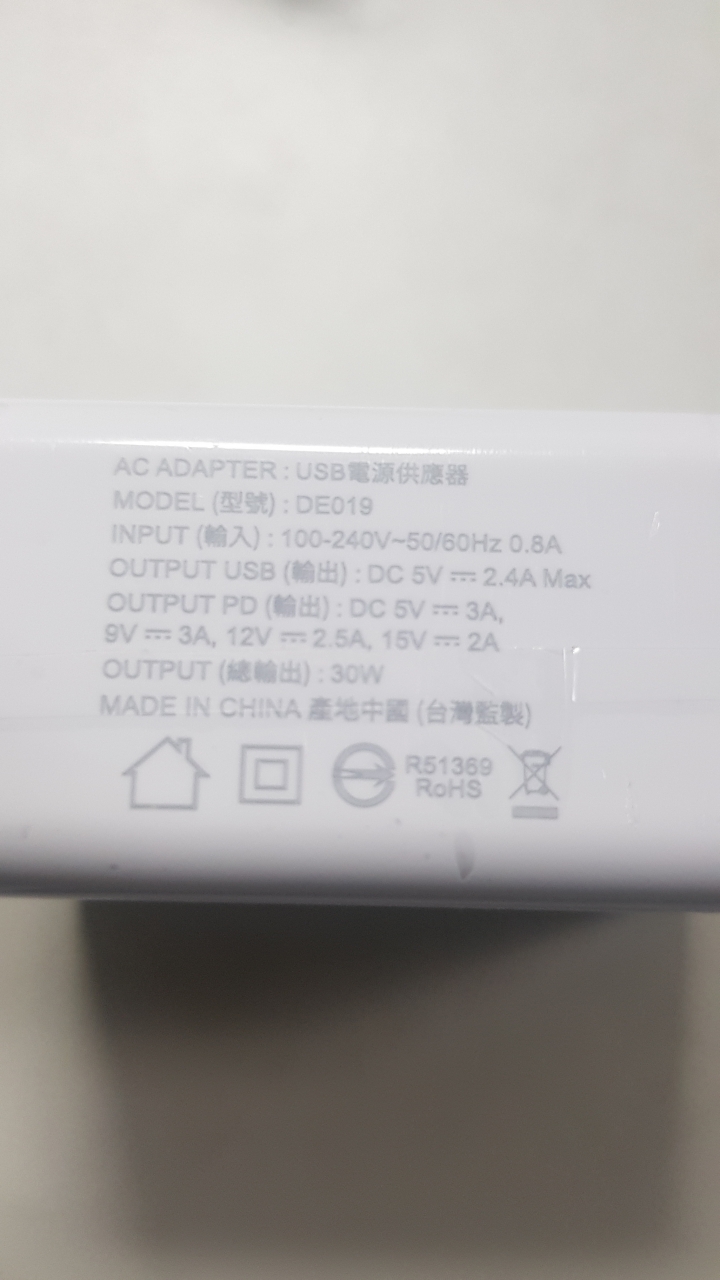 AC ADAPTER : USB電源供應器
MODEL (型號) : DE019
INPUT (輸入) : 100-240V~50/60Hz 0.8A
OUTPUT USB (輸出) : DC 5V ⎓ 2.4A Max
OUTPUT PD (輸出) : DC 5V ⎓ 3A,
9V ⎓ 3A, 12V ⎓ 2.5A, 15V ⎓ 2A
OUTPUT (總輸出) : 30W
MADE IN CHINA 產地中國 (台灣監製)
R51369
RoHS